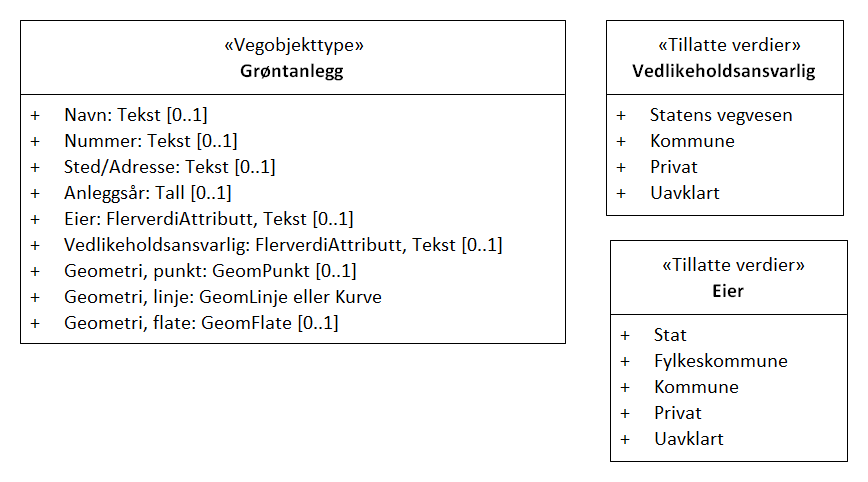 «Vegobjekttype»
Grøntanlegg
+ Navn: Tekst [0..1]
+ Nummer: Tekst [0..1]
+ Sted/Adresse: Tekst [0..1]
+ Anleggsår: Tall [0..1]
+ Eier: FlerverdiAttributt, Tekst [0..1]
+ Vedlikeholdsansvarlig: FlerverdiAttributt, Tekst [0..1]
+ Geometri, punkt: GeomPunkt [0..1]
+ Geometri, linje: GeomLinje eller Kurve
+ Geometri, flate: GeomFlate [0..1]
«Tillatte verdier»
Vedlikeholdsansvarlig
+ Statens vegvesen
+ Kommune
+ Privat
+ Uavklart
«Tillatte verdier»
Eier
+ Stat
+ Fylkeskommune
+ Kommune
+ Privat
+ Uavklart